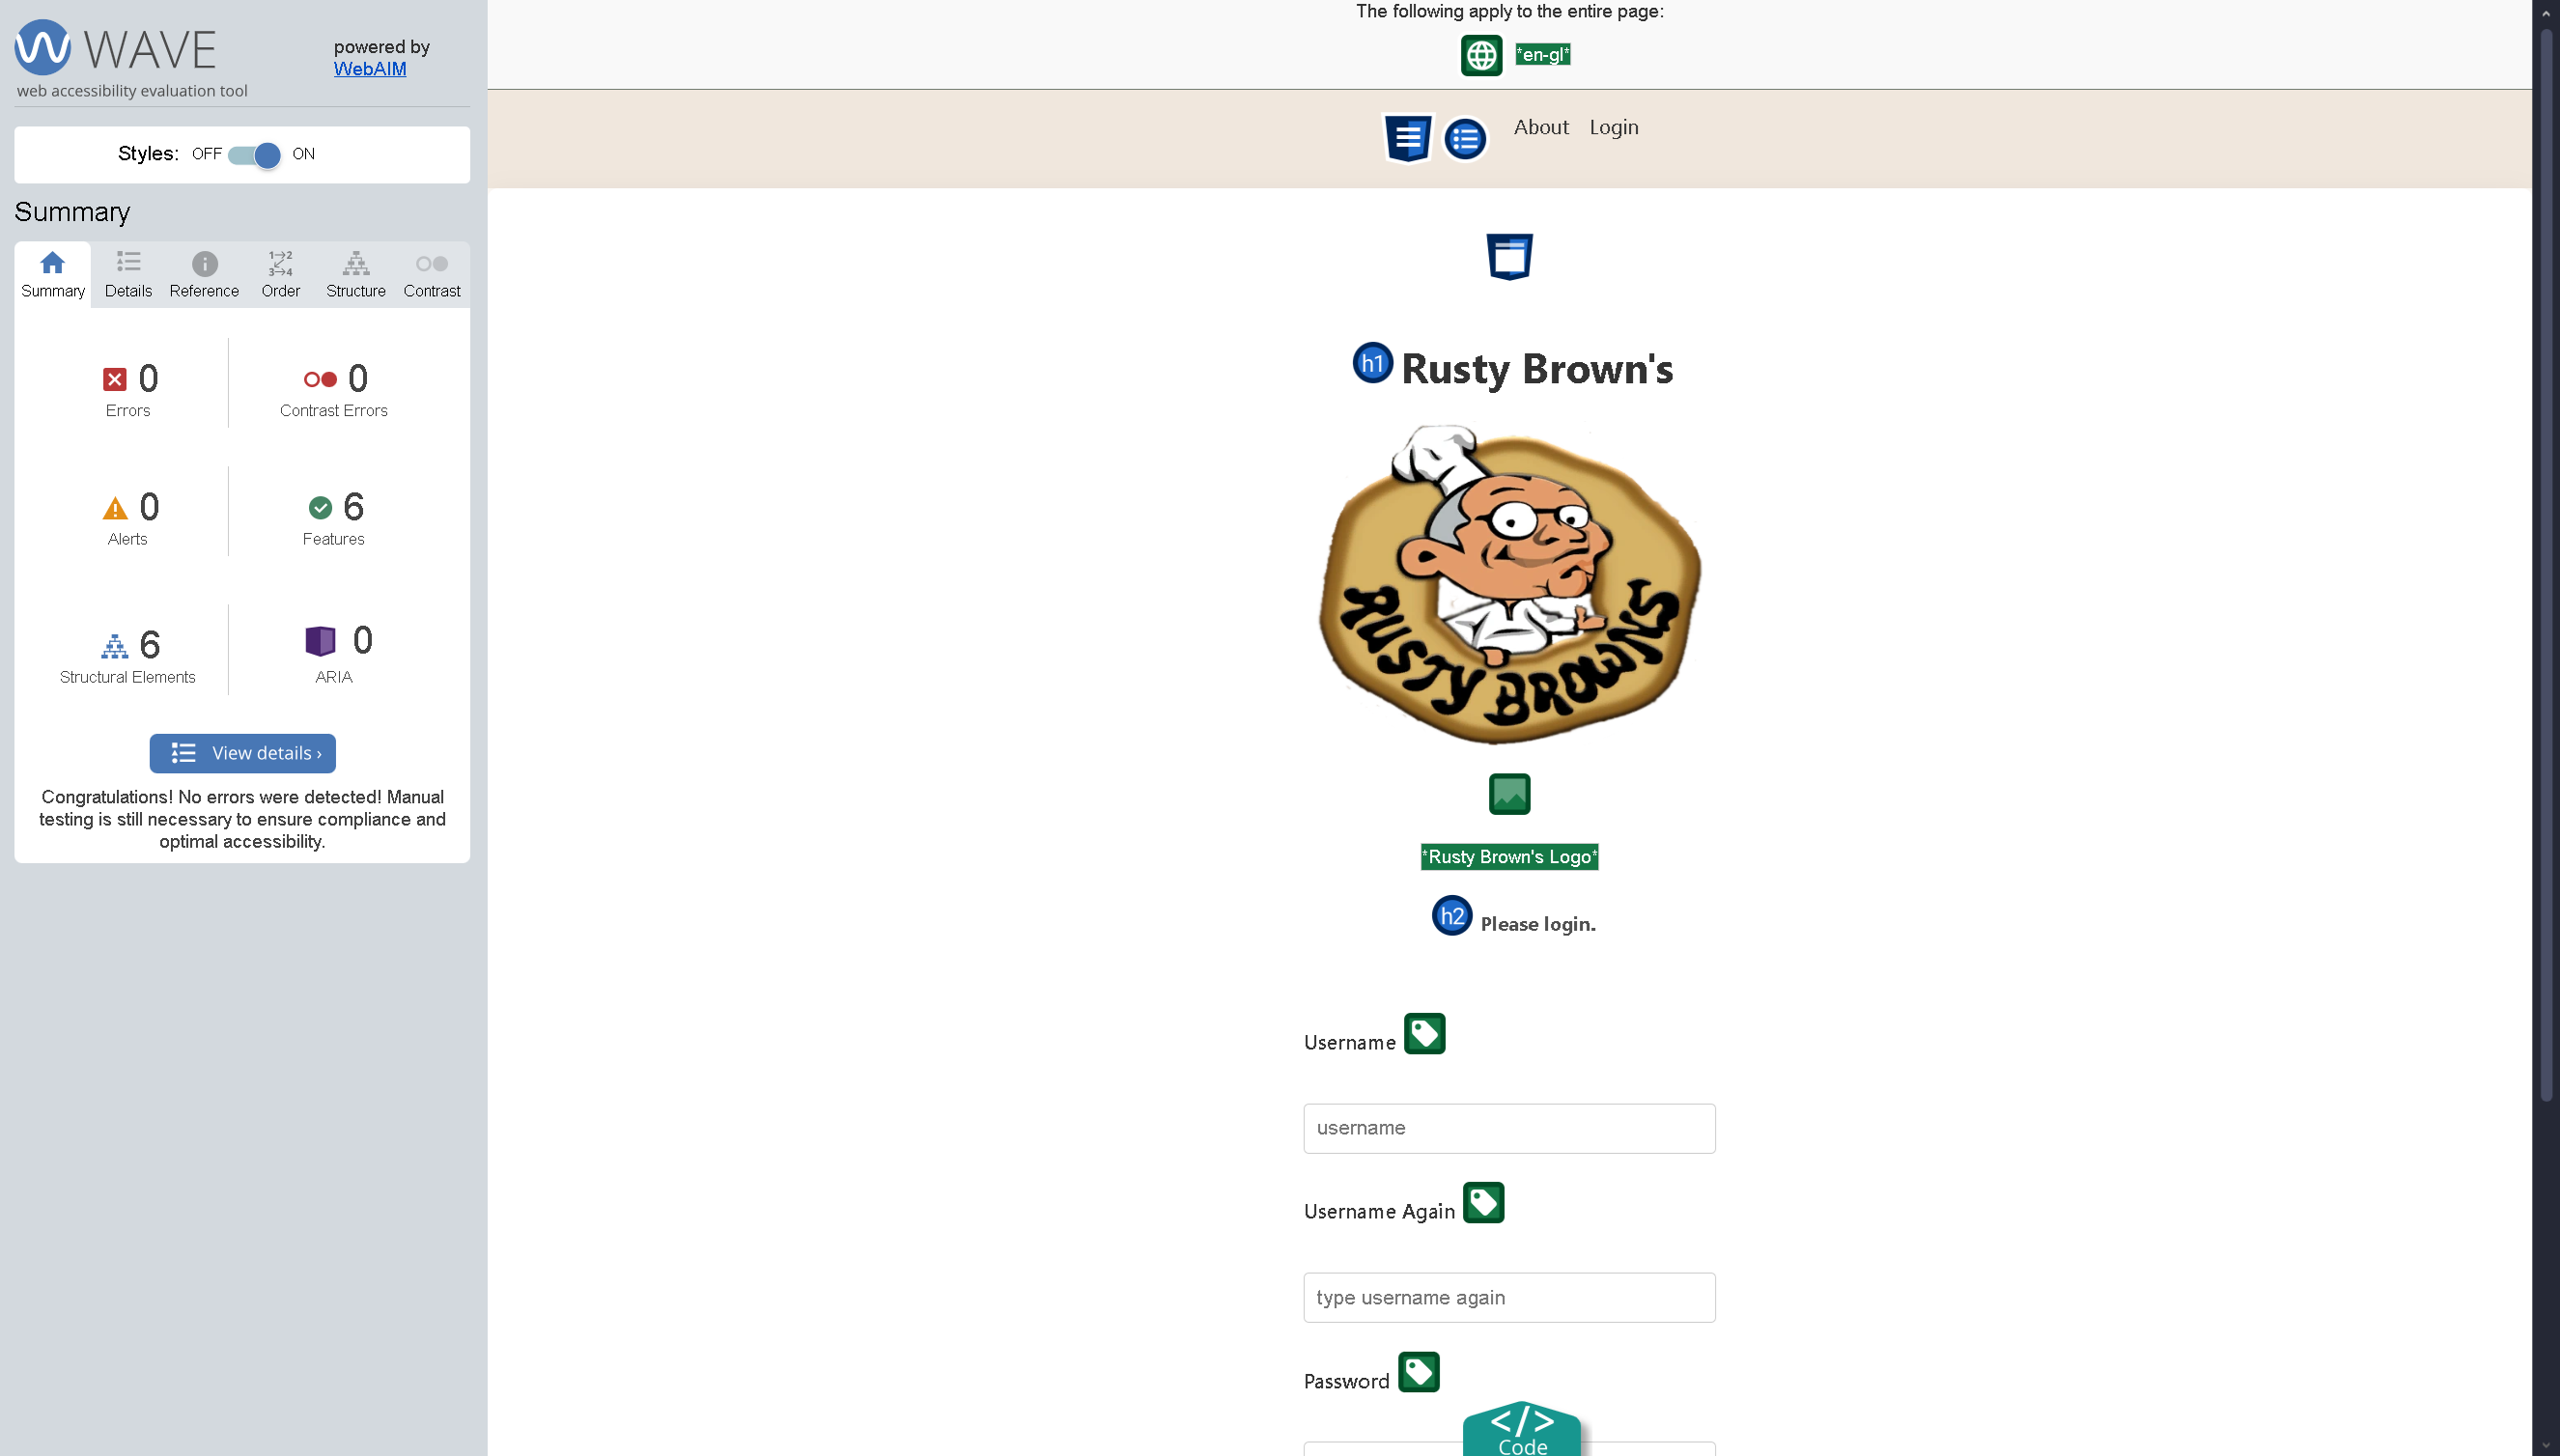 WAVE
powered by
WebAIM
web accessibility evaluation tool
Styles: OFF ON
Summary
Summary Details Reference Order Structure Contrast
1→2
3→4
0
Errors
0
Contrast Errors
0
Alerts
6
Features
6
Structural Elements
0
ARIA
View details ›
Congratulations! No errors were detected! Manual
testing is still necessary to ensure compliance and
optimal accessibility.
The following apply to the entire page:
*en-gl*
About Login
h1 Rusty Brown's
RUSTY BROWNS
*Rusty Brown's Logo*
h2 Please login.
Username
username
Username Again
type username again
Password
</>
Code